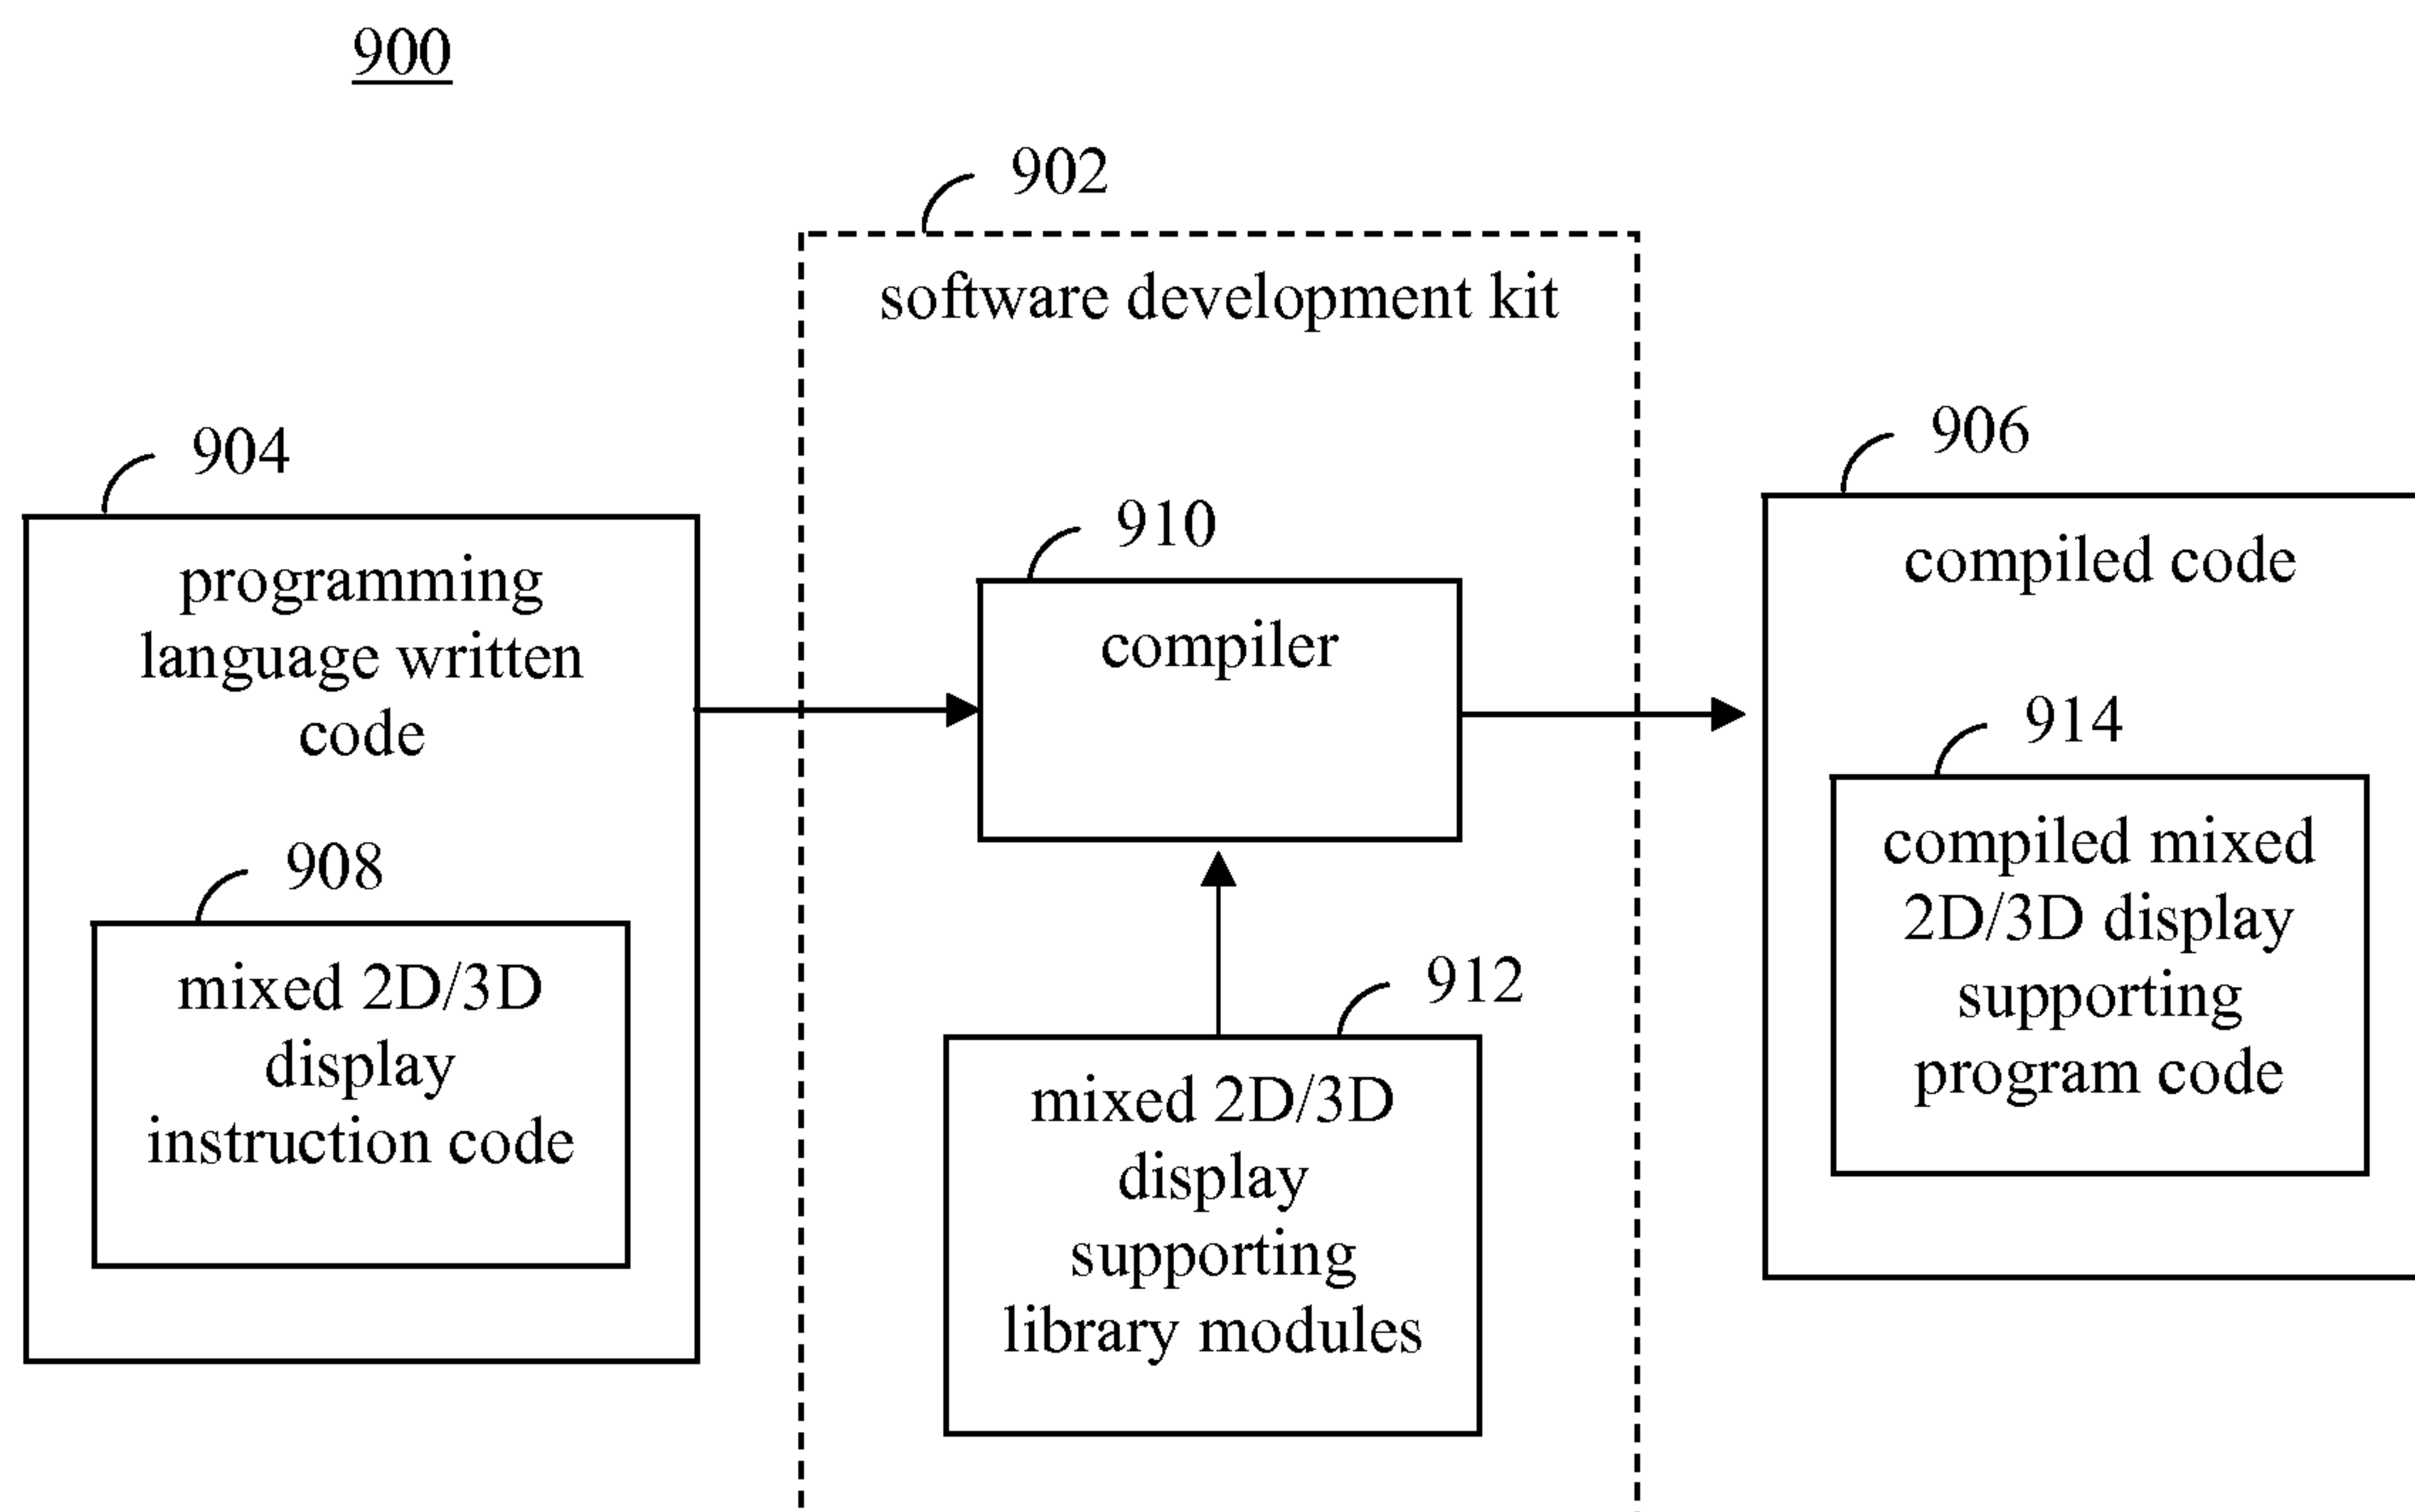 900
902
software development kit
904
programming
language written
code
908
mixed 2D/3D
display
instruction code
910
compiler
912
mixed 2D/3D
display
supporting
library modules
906
compiled code
914
compiled mixed
2D/3D display
supporting
program code